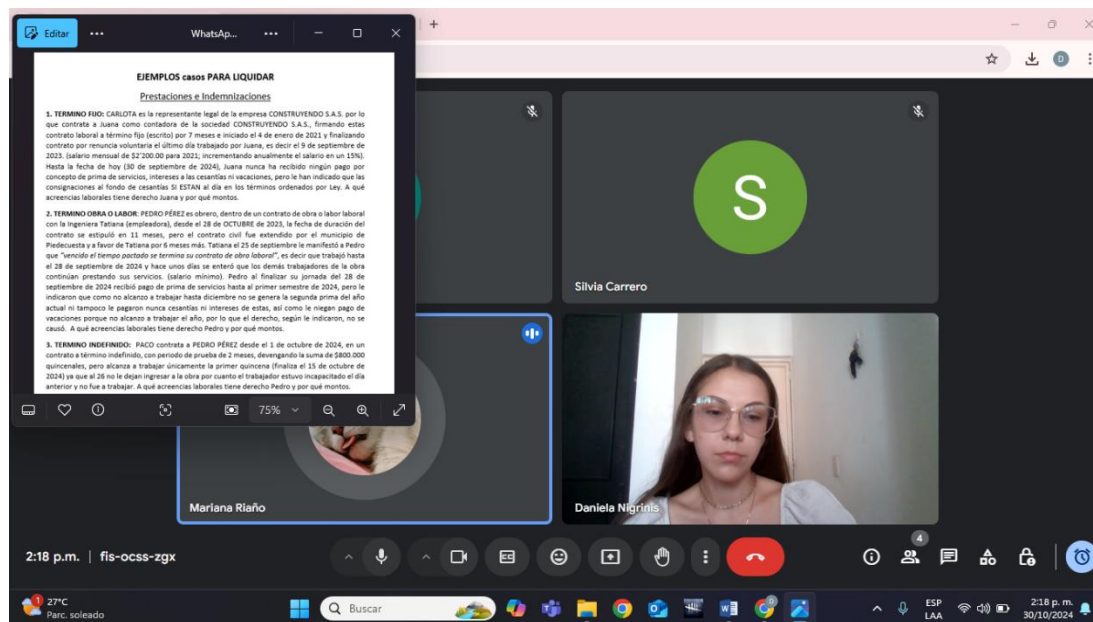 Editar
WhatsAp...
EJEMPLOS casos PARA LIQUIDAR
Prestaciones e Indemnizaciones
1. TERMINO FIJO: CARLOTA es la representante legal de la empresa CONSTRUYENDO S.A.S. por lo
que contrata a Juana como contadora de la sociedad CONSTRUYENDO S.A.S., firmando estas
contrato laboral a término fijo (escrito) por 7 meses e iniciado el 4 de enero de 2021 y finalizando
contrato por renuncia voluntaria el último día trabajado por Juana, es decir el 9 de septiembre de
2023. (salario mensual de $2'200.00 para 2021; incrementando anualmente el salario en un 15%).
Hasta la fecha de hoy (30 de septiembre de 2024), Juana nunca ha recibido ningún pago por
concepto de prima de servicios, intereses a las cesantías ni vacaciones, pero le han indicado que las
consignaciones al fondo de cesantías SI ESTAN al día en los términos ordenados por Ley. A qué
acreencias laborales tiene derecho Juana y por qué montos.
2. TERMINO OBRA O LABOR: PEDRO PÉREZ es obrero, dentro de un contrato de obra o labor laboral
con la Ingeniera Tatiana (empleadora), desde el 28 de OCTUBRE de 2023, la fecha de duración del
contrato se estipuló en 11 meses, pero el contrato civil fue extendido por el municipio de
Piedecuesta y a favor de Tatiana por 6 meses más. Tatiana el 25 de septiembre le manifestó a Pedro
que "vencido el tiempo pactado se termina su contrato de obra laboral", es decir que trabajó hasta
el 28 de septiembre de 2024 y hace unos días se enteró que los demás trabajadores de la obra
continúan prestando sus servicios. (salario mínimo). Pedro al finalizar su jornada del 28 de
septiembre de 2024 recibió pago de prima de servicios hasta al primer semestre de 2024, pero le
indicaron que como no alcanzo a trabajar hasta diciembre no se genera la segunda prima del año
actual ni tampoco le pagaron nunca cesantías ni intereses de estas, así como le niegan pago de
vacaciones porque no alcanzo a trabajar el año, por lo que el derecho, según le indicaron, no se
causó. A qué acreencias laborales tiene derecho Pedro y por qué montos.
3. TERMINO INDEFINIDO: PACO contrata a PEDRO PÉREZ desde el 1 de octubre de 2024, en un
contrato a término indefinido, con periodo de prueba de 2 meses, devengando la suma de $800.000
quincenales, pero alcanza a trabajar únicamente la primer quincena (finaliza el 15 de octubre de
2024) ya que al 26 no le dejan ingresar a la obra por cuanto el trabajador estuvo incapacitado el día
anterior y no fue a trabajar. A qué acreencias laborales tiene derecho Pedro y por qué montos.
75%
D
S
Silvia Carrero
Mariana Riaño
Daniela Nigrinis
2:18 p.m. | fis-ocss-zgx
CC
4
1
27°C
Parc. soleado
Buscar
ESP
LAA
2:18 p. m.
30/10/2024